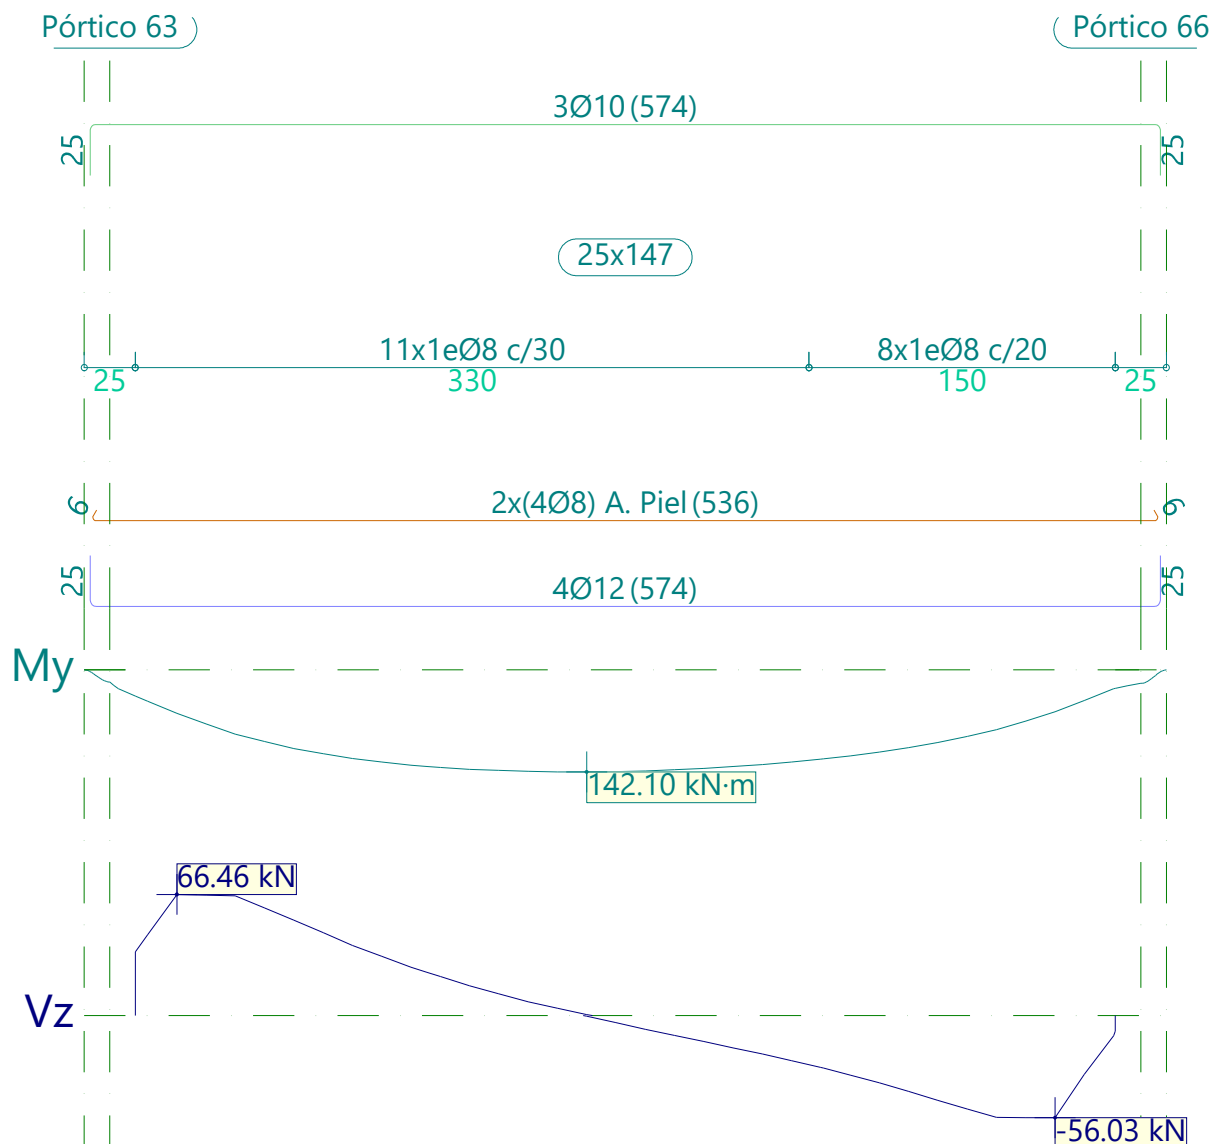 Pórtico 63
Pórtico 66
3Ø10 (574)
25
25
25x147
11x1eØ8 c/30
8x1eØ8 c/20
25
330
150
25
2x(4Ø8) A. Piel (536)
6
6
4Ø12 (574)
25
25
My
142.10 kN·m
66.46 kN
Vz
-56.03 kN